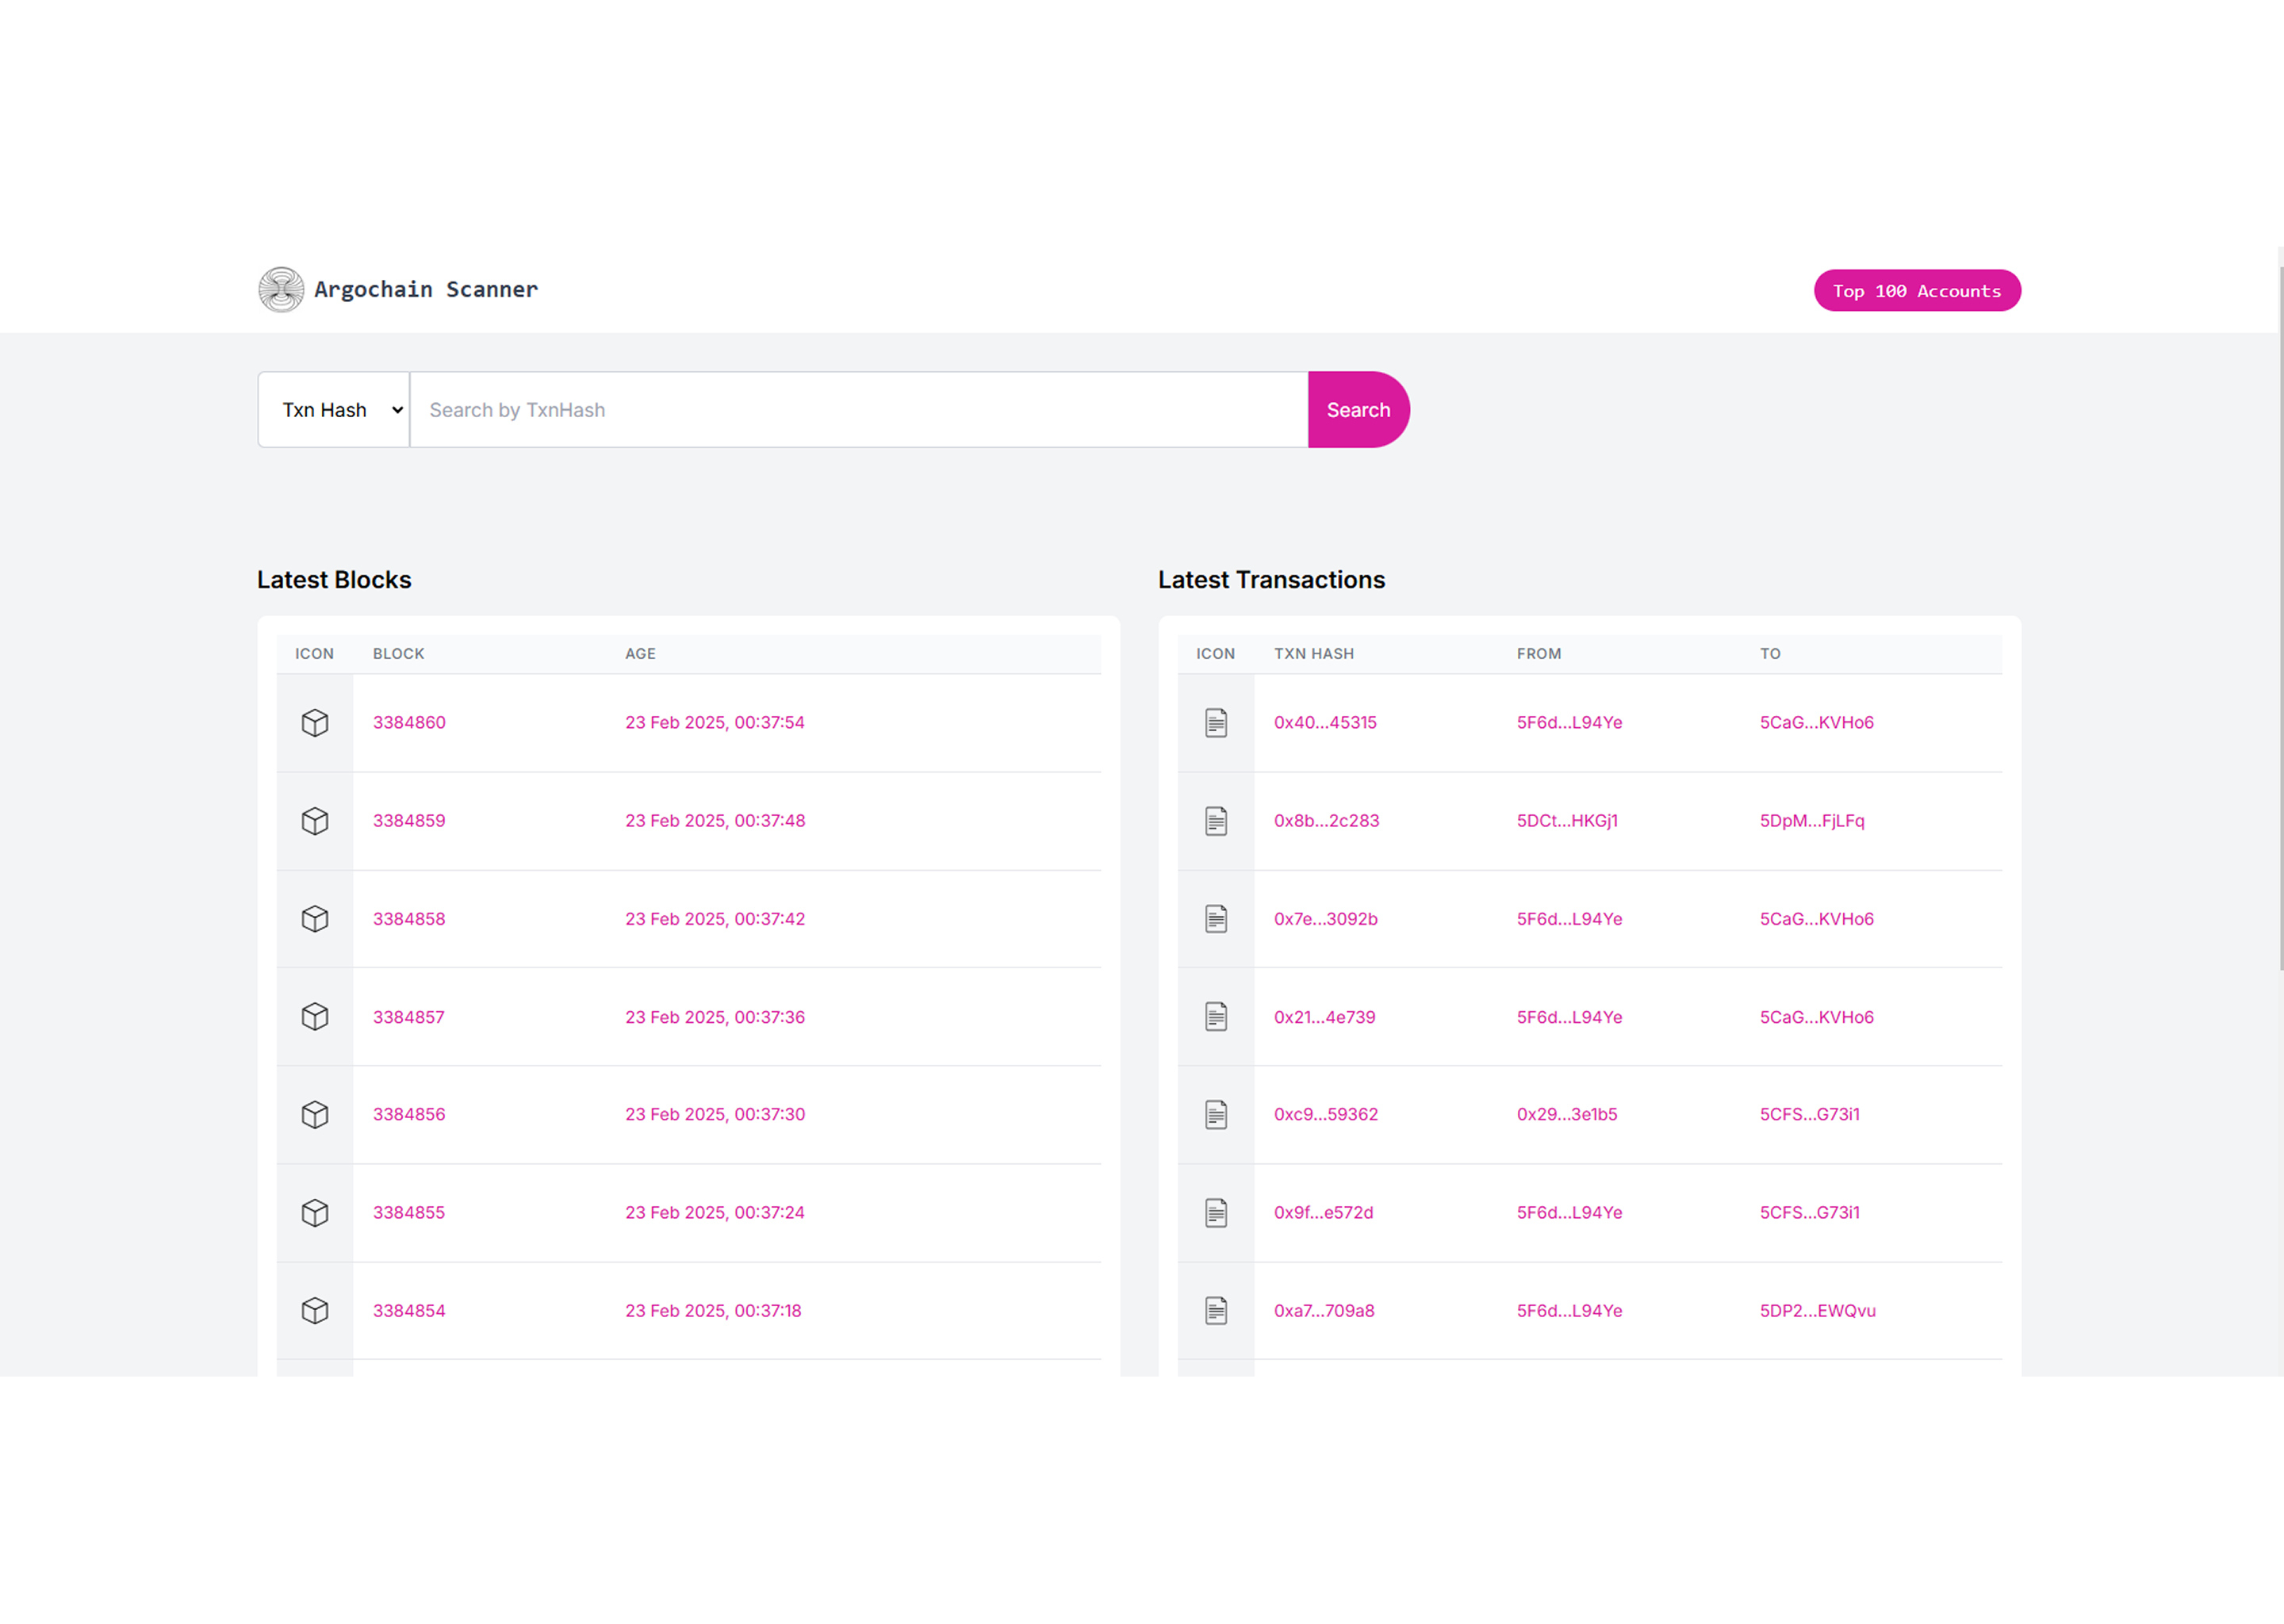 Argochain Scanner
Top 100 Accounts
Txn Hash
Search by TxnHash
Search
Latest Blocks
ICON BLOCK AGE
3384860 23 Feb 2025, 00:37:54
3384859 23 Feb 2025, 00:37:48
3384858 23 Feb 2025, 00:37:42
3384857 23 Feb 2025, 00:37:36
3384856 23 Feb 2025, 00:37:30
3384855 23 Feb 2025, 00:37:24
3384854 23 Feb 2025, 00:37:18
Latest Transactions
ICON TXN HASH FROM TO
0x40...45315 5F6d...L94Ye 5CaG...KVHo6
0x8b...2c283 5DCt...HKGj1 5DpM...FjLFq
0x7e...3092b 5F6d...L94Ye 5CaG...KVHo6
0x21...4e739 5F6d...L94Ye 5CaG...KVHo6
0xc9...59362 0x29...3e1b5 5CFS...G73i1
0x9f...e572d 5F6d...L94Ye 5CFS...G73i1
0xa7...709a8 5F6d...L94Ye 5DP2...EWQvu